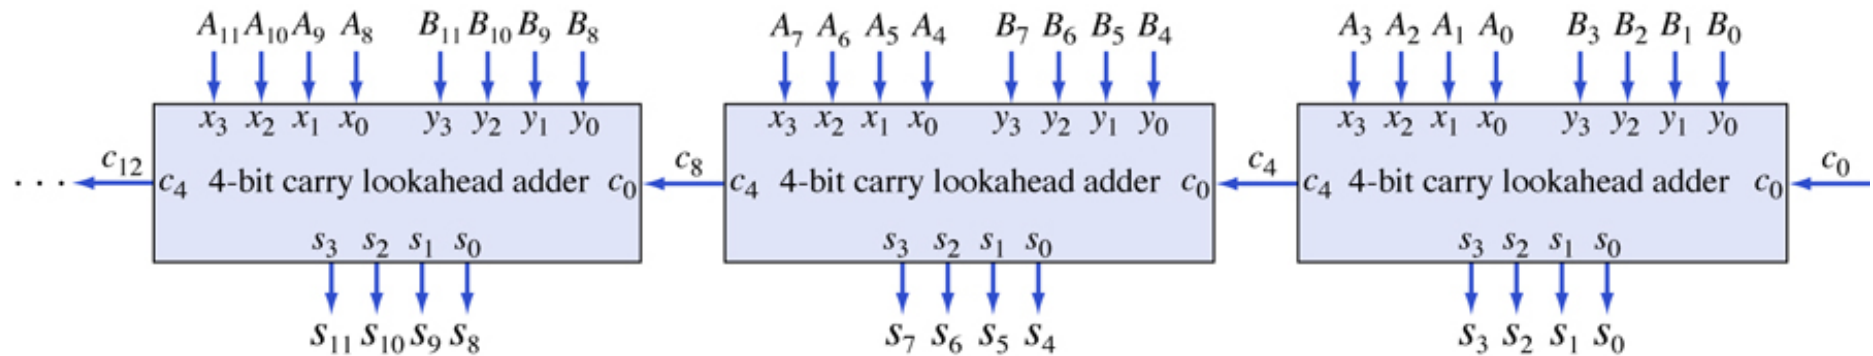 A₁₁ A₁₀ A₉ A₈ B₁₁ B₁₀ B₉ B₈ A₇ A₆ A₅ A₄ B₇ B₆ B₅ B₄ A₃ A₂ A₁ A₀ B₃ B₂ B₁ B₀
x₃ x₂ x₁ x₀ y₃ y₂ y₁ y₀ x₃ x₂ x₁ x₀ y₃ y₂ y₁ y₀ x₃ x₂ x₁ x₀ y₃ y₂ y₁ y₀
c₁₂ c₈ c₄ c₀
· · · c₄ 4-bit carry lookahead adder c₀ c₄ 4-bit carry lookahead adder c₀ c₄ 4-bit carry lookahead adder c₀
s₃ s₂ s₁ s₀ s₃ s₂ s₁ s₀ s₃ s₂ s₁ s₀
s₁₁ s₁₀ s₉ s₈ s₇ s₆ s₅ s₄ s₃ s₂ s₁ s₀